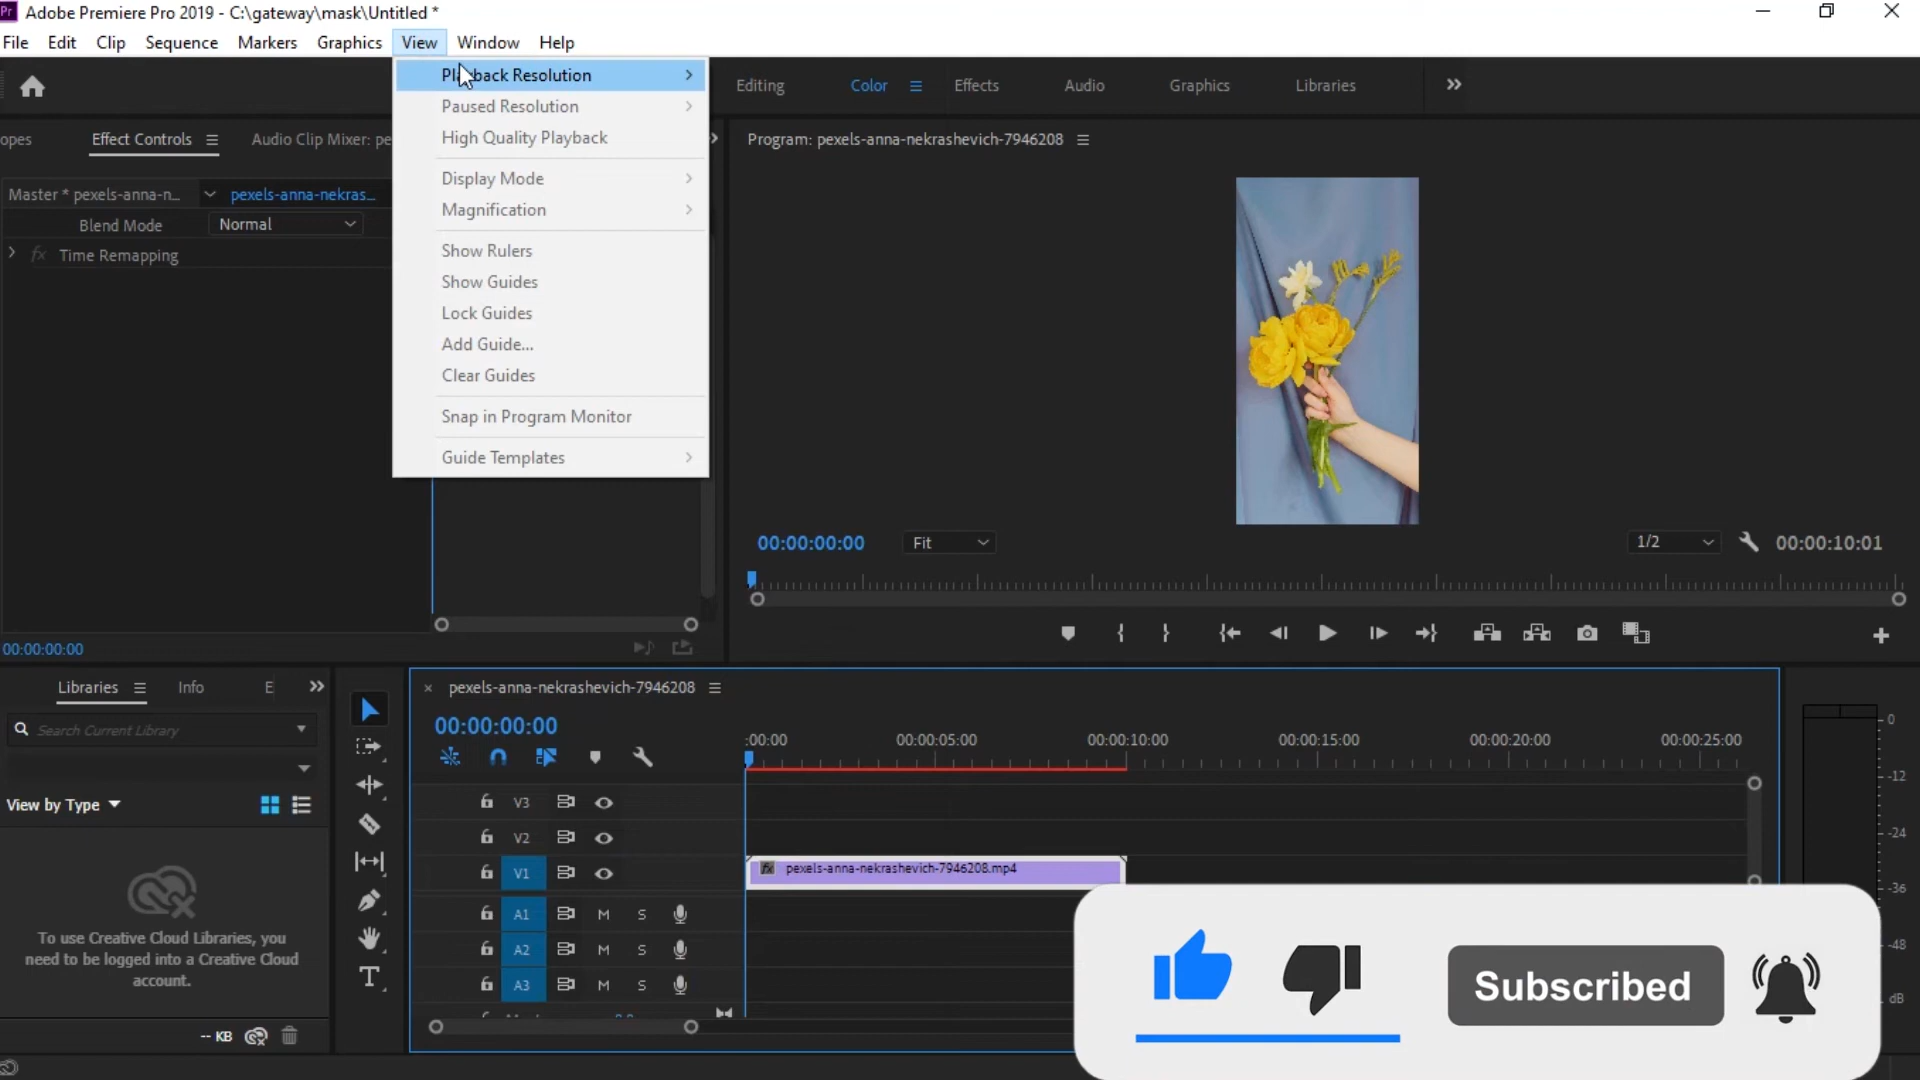 Pr Adobe Premiere Pro 2019 - C:\gateway\mask\Untitled *
File Edit Clip Sequence Markers Graphics View Window Help
Playback Resolution
Paused Resolution
High Quality Playback
Display Mode
Magnification
Show Rulers
Show Guides
Lock Guides
Add Guide...
Clear Guides
Snap in Program Monitor
Guide Templates
Editing Color Effects Audio Graphics Libraries
opes Effect Controls Audio Clip Mixer: pe
Master * pexels-anna-n... pexels-anna-nekras...
Blend Mode Normal
fx Time Remapping
00:00:00:00
Program: pexels-anna-nekrashevich-7946208
00:00:00:00 Fit 1/2 00:00:10:01
Libraries Info E
Search Current Library
View by Type
To use Creative Cloud Libraries, you
need to be logged into a Creative Cloud
account.
-- KB
pexels-anna-nekrashevich-7946208
00:00:00:00
:00:00 00:00:05:00 00:00:10:00 00:00:15:00 00:00:20:00 00:00:25:00
V3
V2
V1 fx pexels-anna-nekrashevich-7946208.mp4
A1 M S
A2 M S
A3 M S
0
-12
-24
-36
-48
dB
Subscribed